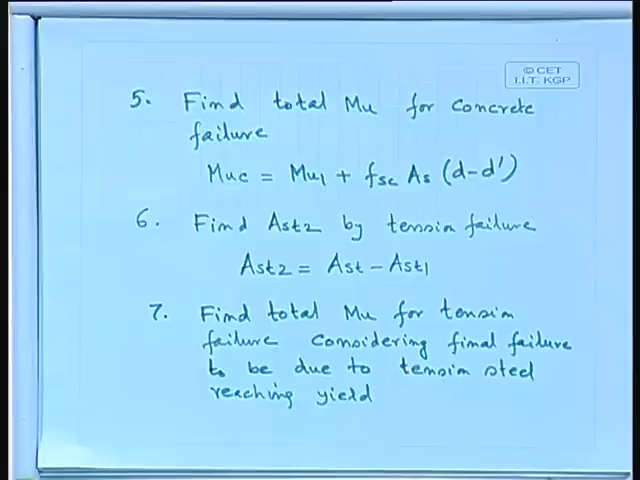 © CET
I.I.T. KGP
5. Find total Mu for concrete
failure
Muc = Mu1 + fsc As (d-d')
6. Find Ast2 by tension failure
Ast2 = Ast - Ast1
7. Find total Mu for tension
failure considering final failure
to be due to tension steel
reaching yield